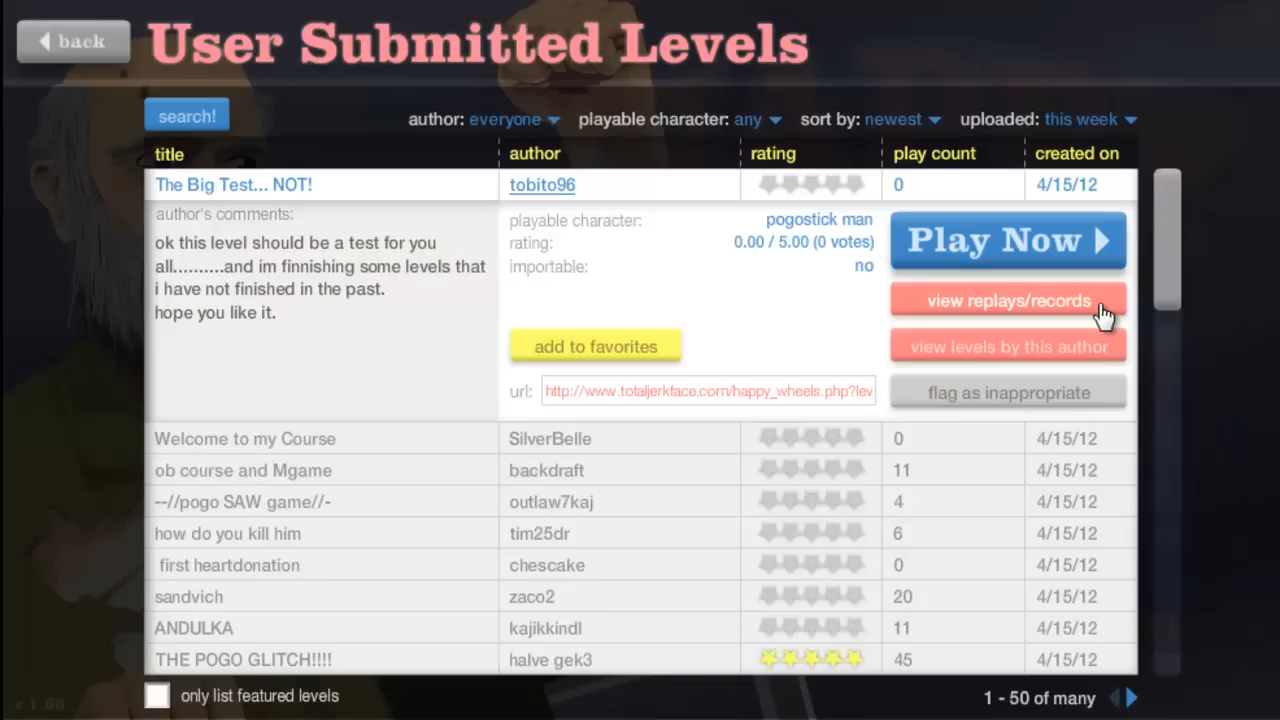 back
User Submitted Levels
search!
author: everyone playable character: any sort by: newest uploaded: this week
title author rating play count created on
The Big Test... NOT! tobito96 0 4/15/12
author's comments:
ok this level should be a test for you
all..........and im finnishing some levels that
i have not finished in the past.
hope you like it.
playable character: pogostick man
rating: 0.00 / 5.00 (0 votes)
importable: no
add to favorites
url: http://www.totaljerkface.com/happy_wheels.php?lev
Play Now
view replays/records
view levels by this author
flag as inappropriate
Welcome to my Course SilverBelle 0 4/15/12
ob course and Mgame backdraft 11 4/15/12
--//pogo SAW game//- outlaw7kaj 4 4/15/12
how do you kill him tim25dr 6 4/15/12
first heartdonation chescake 0 4/15/12
sandvich zaco2 20 4/15/12
ANDULKA kajikkindl 11 4/15/12
THE POGO GLITCH!!!! halve gek3 45 4/15/12
only list featured levels
1 - 50 of many
v 1.63